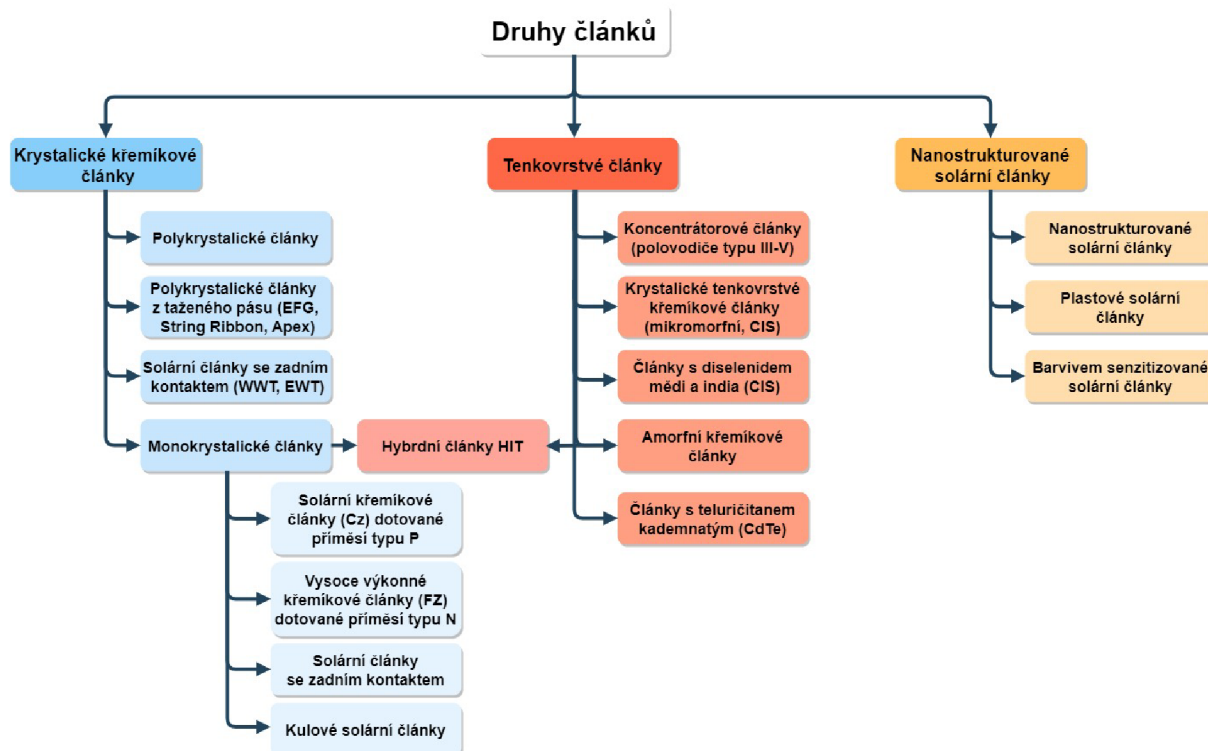 Druhy článků
Krystalické křemíkové
články
Polykrystalické články
Polykrystalické články
z taženého pásu (EFG,
String Ribbon, Apex)
Solární články se zadním
kontaktem (WWT, EWT)
Monokrystalické články
Solární křemíkové
články (Cz) dotované
příměsí typu P
Vysoce výkonné
křemíkové články (FZ)
dotované příměsí typu N
Solární články
se zadním kontaktem
Kulové solární články
Hybrdní články HIT
Tenkovrstvé články
Koncentrátorové články
(polovodiče typu III-V)
Krystalické tenkovrstvé
křemíkové články
(mikromorfní, CIS)
Články s diselenidem
mědi a india (CIS)
Amorfní křemíkové
články
Články s teluričitanem
kademnatým (CdTe)
Nanostrukturované
solární články
Nanostrukturované
solární články
Plastové solární
články
Barvivem senzitizované
solární články